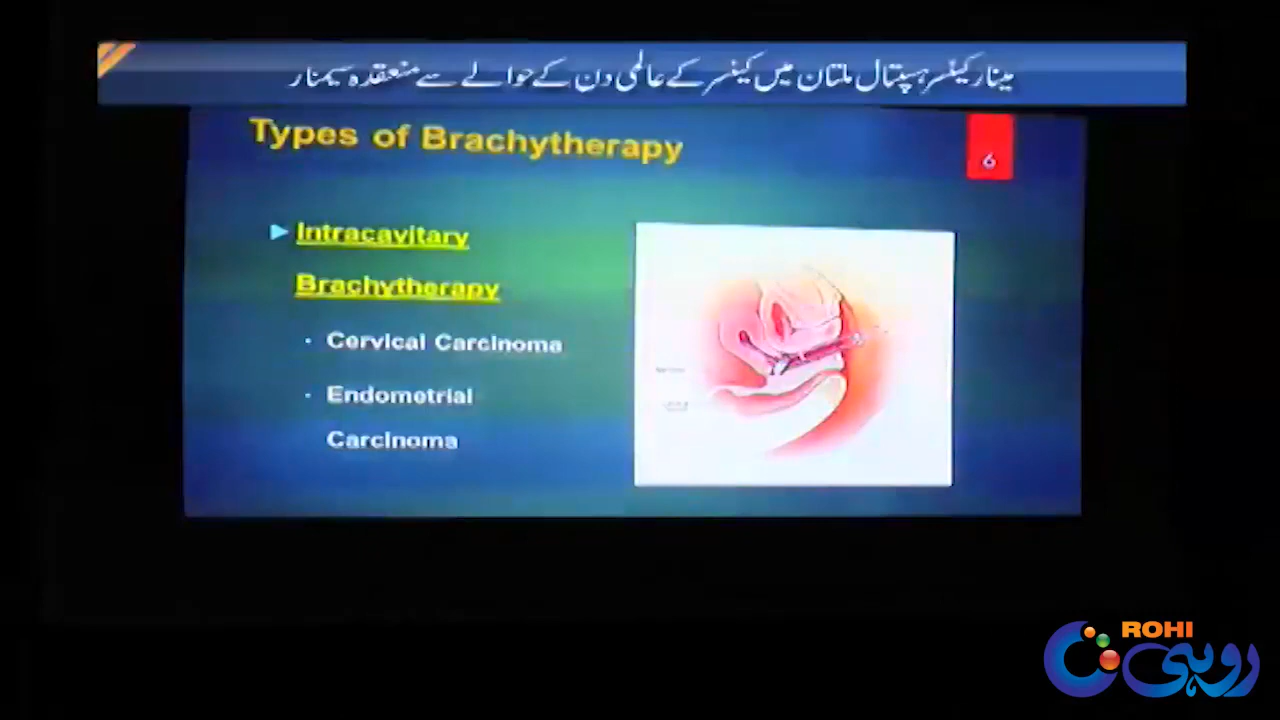 مینار کینسر ہسپتال ملتان میں کینسر کے عالمی دن کے حوالے سے منعقدہ سیمنار
Types of Brachytherapy
6
Intracavitary
Brachytherapy
· Cervical Carcinoma
· Endometrial
Carcinoma
ROHI
روہی